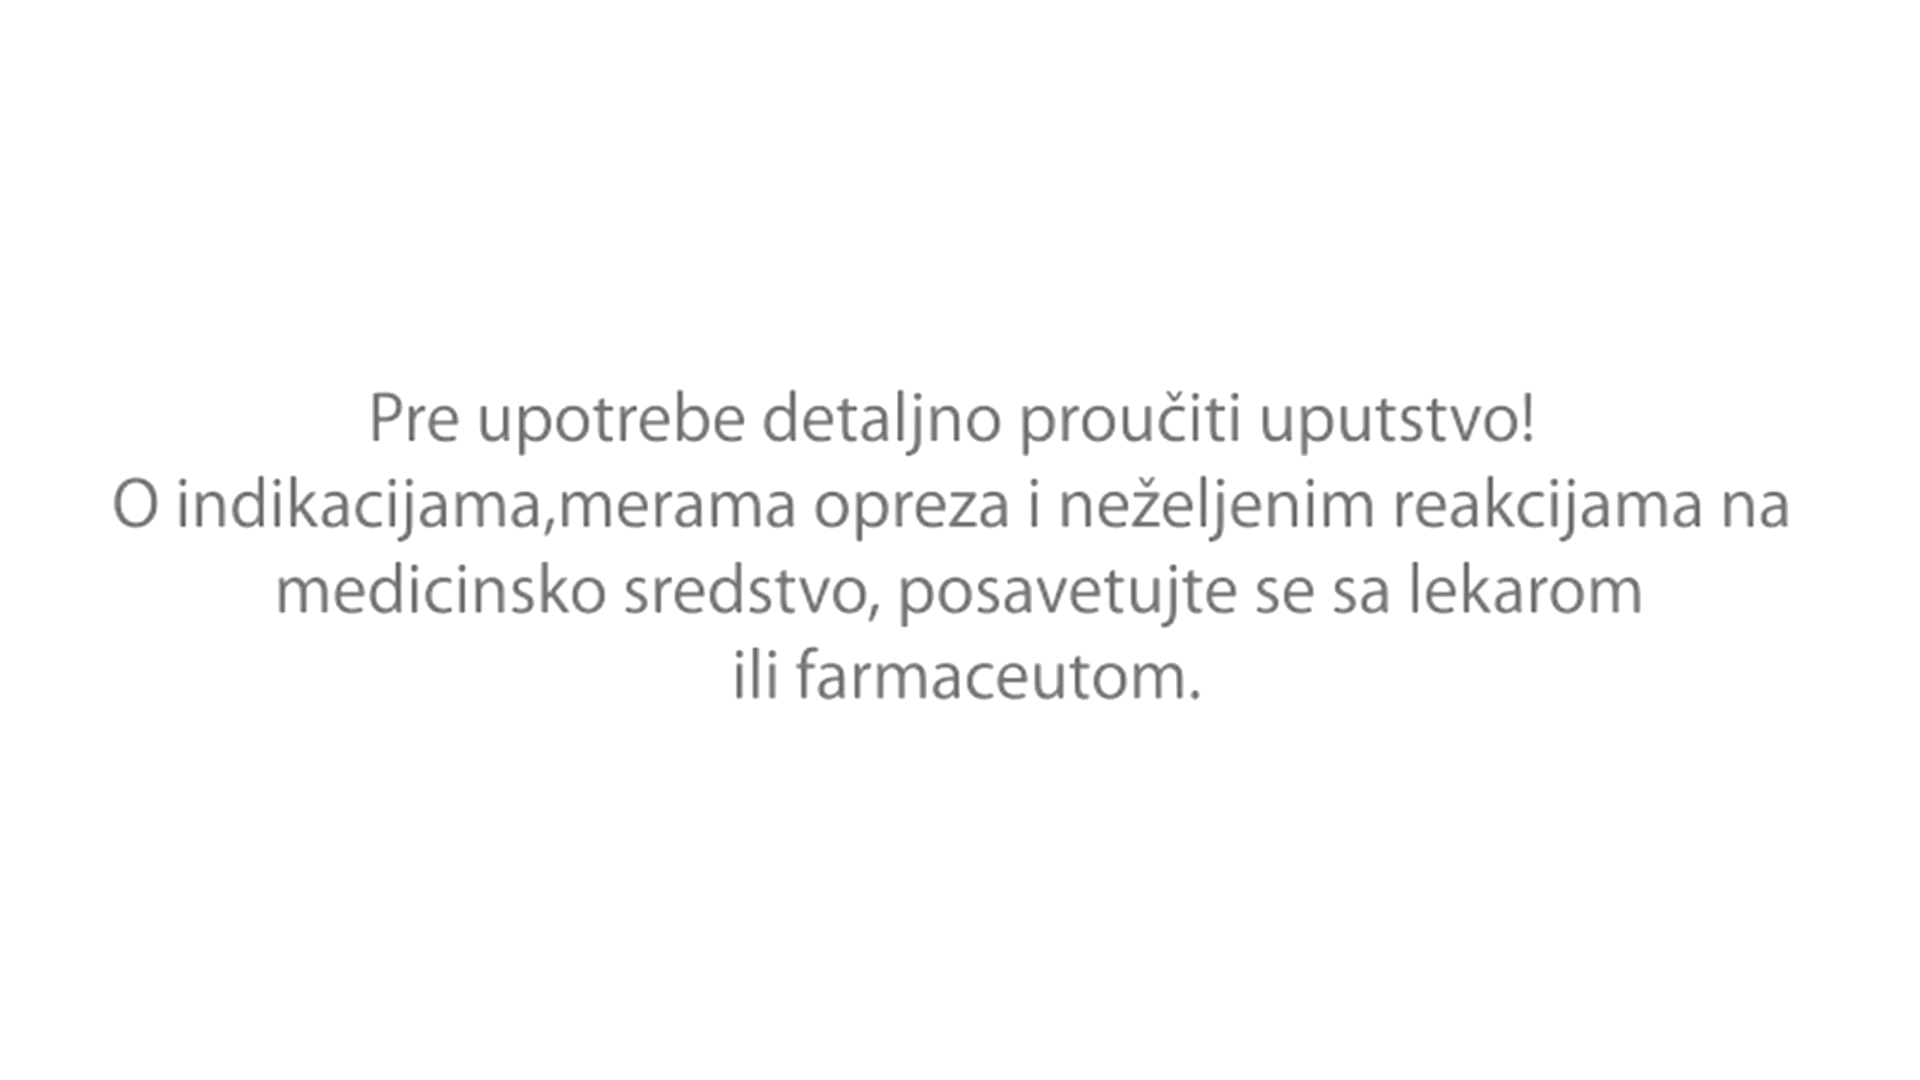 Pre upotrebe detaljno proučiti uputstvo!
O indikacijama,merama opreza i neželjenim reakcijama na
medicinsko sredstvo, posavetujte se sa lekarom
ili farmaceutom.